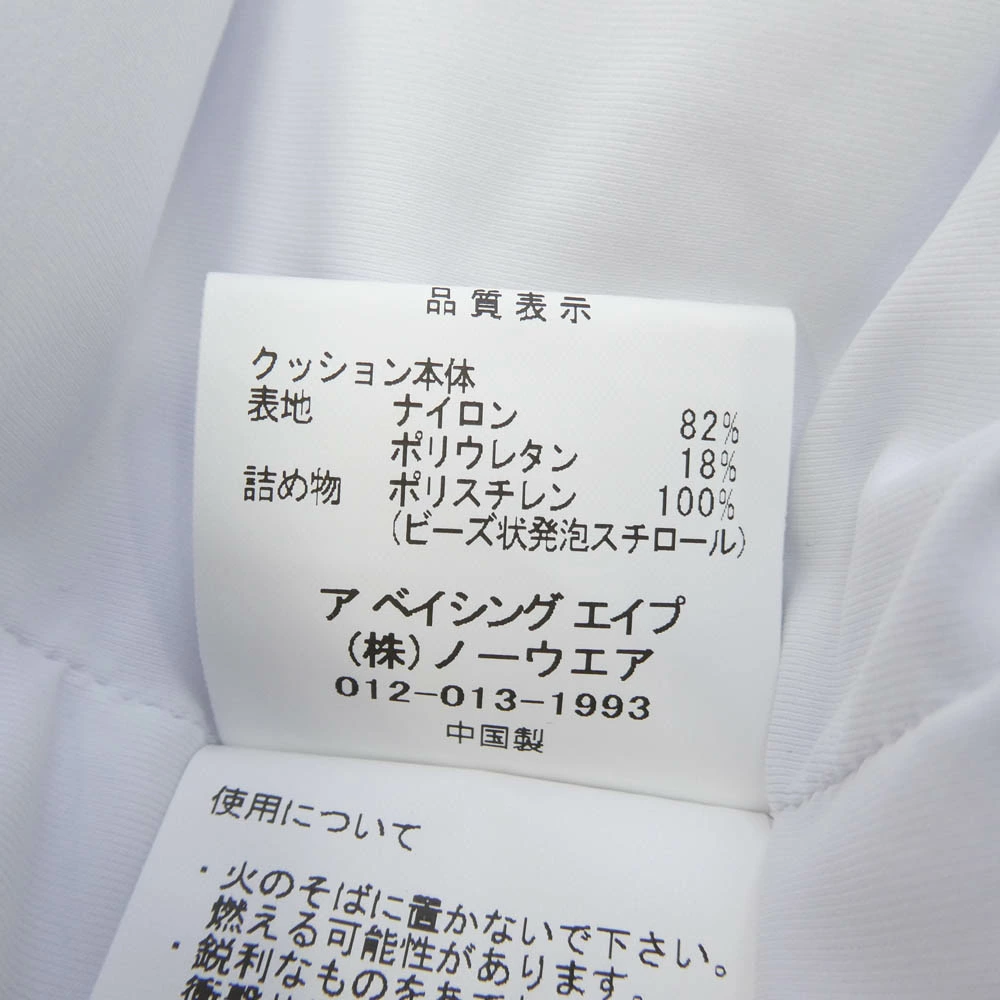 品質表示
クッション本体
表地 ナイロン 82%
ポリウレタン 18%
詰め物 ポリスチレン 100%
(ビーズ状発泡スチロール)
ア ベイシング エイプ
(株)ノーウエア
012-013-1993
中国製
使用について
・火のそばに置かないで下さい。
燃える可能性があります。
・鋭利なものを